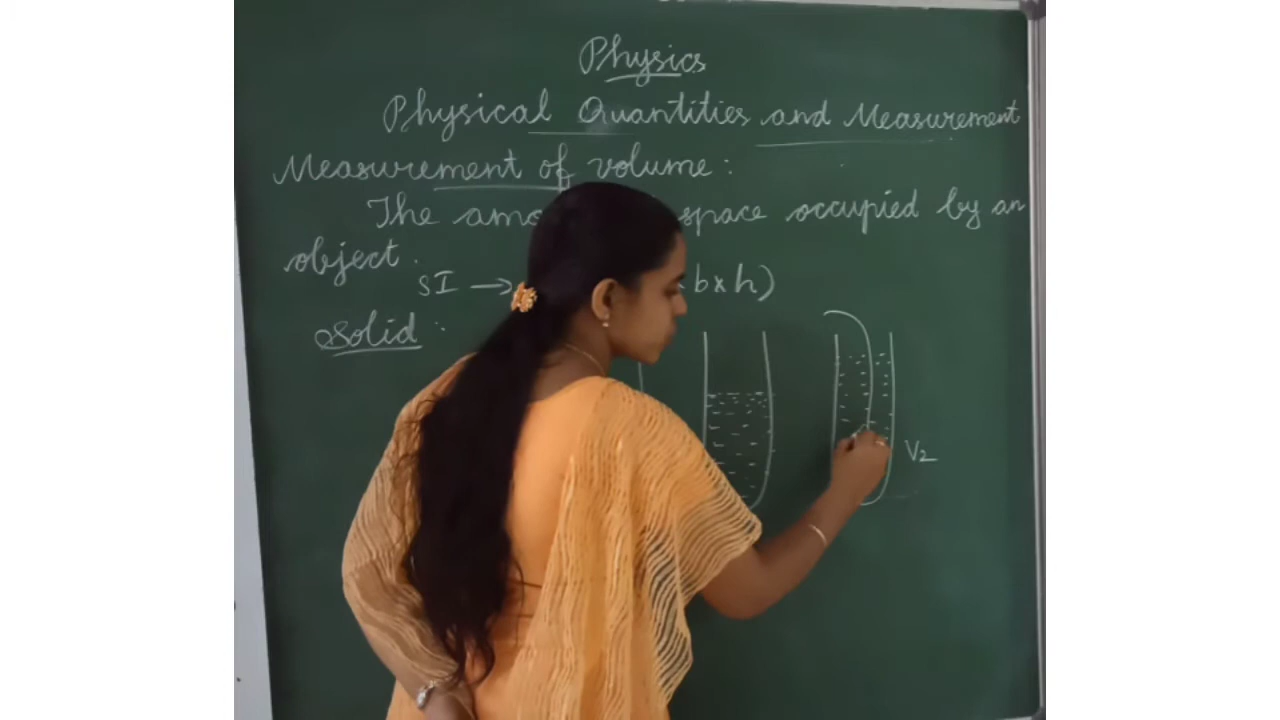 Physics
Physical Quantities and Measurement
Measurement of volume :
The space occupied by an
object.
SI → b x h)
Solid :
V2